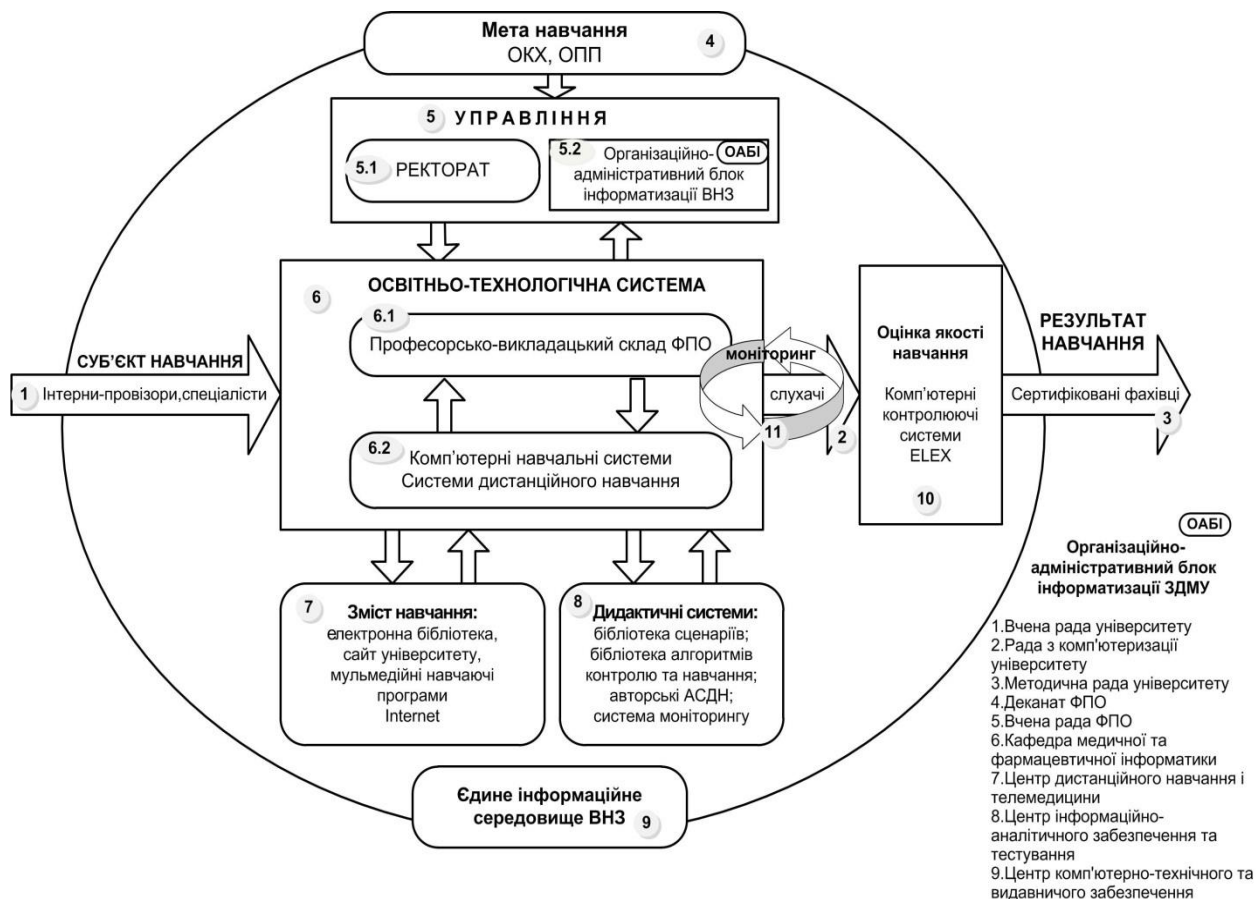 Мета навчання
ОКХ, ОПП
4
5
УПРАВЛІННЯ
5.1
РЕКТОРАТ
5.2
ОАБІ
Організаційно-
адміністративний блок
інформатизації ВНЗ
6
ОСВІТНЬО-ТЕХНОЛОГІЧНА СИСТЕМА
6.1
Професорсько-викладацький склад ФПО
6.2
Комп'ютерні навчальні системи
Системи дистанційного навчання
СУБ'ЄКТ НАВЧАННЯ
1
Інтерни-провізори,спеціалісти
моніторинг
слухачі
11
2
Оцінка якості
навчання
Комп'ютерні
контролюючі
системи
ELEX
10
РЕЗУЛЬТАТ
НАВЧАННЯ
Сертифіковані фахівці
3
7
Зміст навчання:
електронна бібліотека,
сайт університету,
мульмедійні навчаючі
програми
Internet
8
Дидактичні системи:
бібліотека сценаріїв;
бібліотека алгоритмів
контролю та навчання;
авторські АСДН;
система моніторингу
Єдине інформаційне
середовище ВНЗ
9
ОАБІ
Організаційно-
адміністративний блок
інформатизації ЗДМУ
1.Вчена рада університету
2.Рада з комп'ютеризації
університету
3.Методична рада університету
4.Деканат ФПО
5.Вчена рада ФПО
6.Кафедра медичної та
фармацевтичної інформатики
7.Центр дистанційного навчання і
телемедицини
8.Центр інформаційно-
аналітичного забезпечення та
тестування
9.Центр комп'ютерно-технічного та
видавничого забезпечення